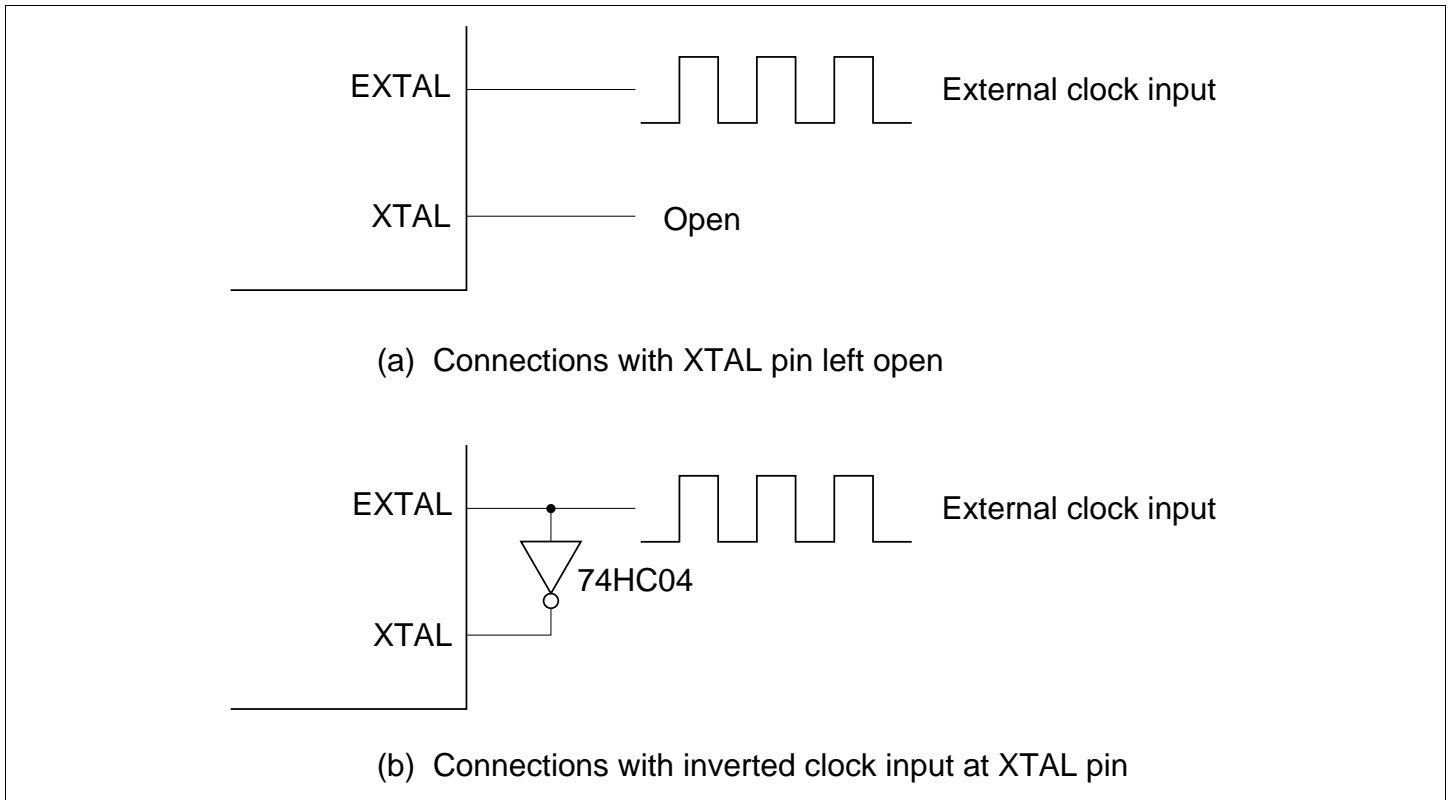 EXTAL
External clock input
XTAL
Open
(a) Connections with XTAL pin left open
EXTAL
External clock input
74HC04
XTAL
(b) Connections with inverted clock input at XTAL pin